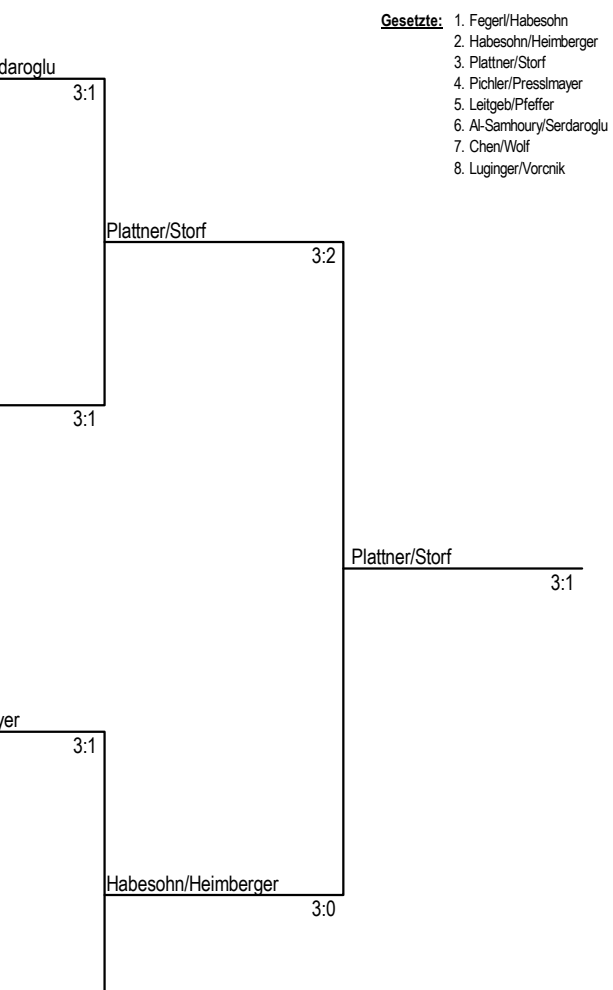 Gesetzte: 1. Fegerl/Habesohn
2. Habesohn/Heimberger
3. Plattner/Storf
4. Pichler/Presslmayer
5. Leitgeb/Pfeffer
6. Al-Samhoury/Serdaroglu
7. Chen/Wolf
8. Luginger/Vorcnik
daroglu
3:1
Plattner/Storf
3:2
3:1
Plattner/Storf
3:1
yer
3:1
Habesohn/Heimberger
3:0